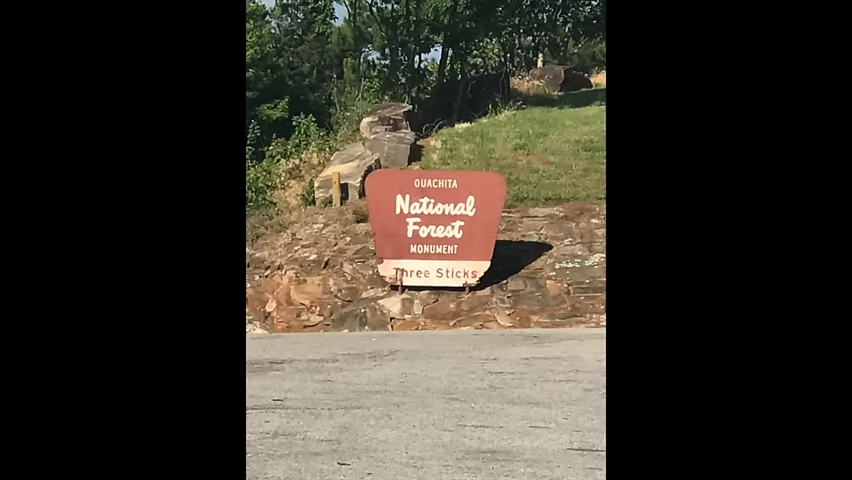 OUACHITA
National
Forest
MONUMENT
Three Sticks